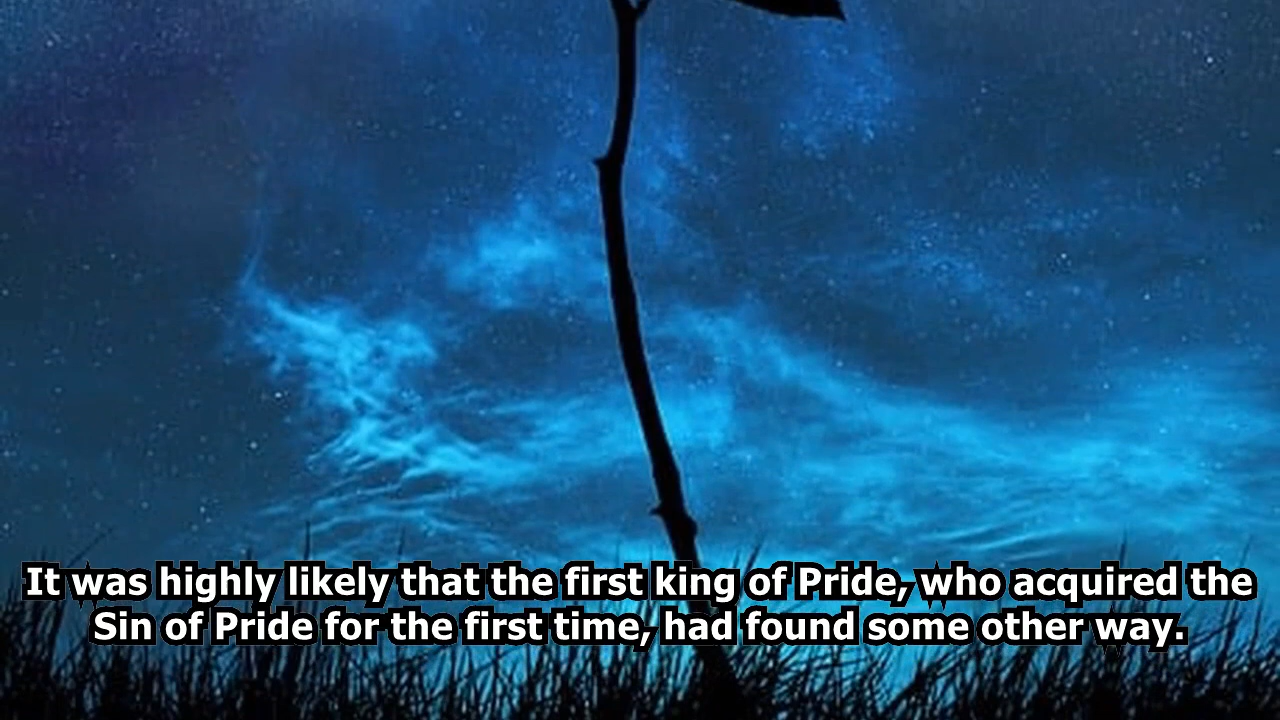 It was highly likely that the first king of Pride, who acquired the
Sin of Pride for the first time, had found some other way.